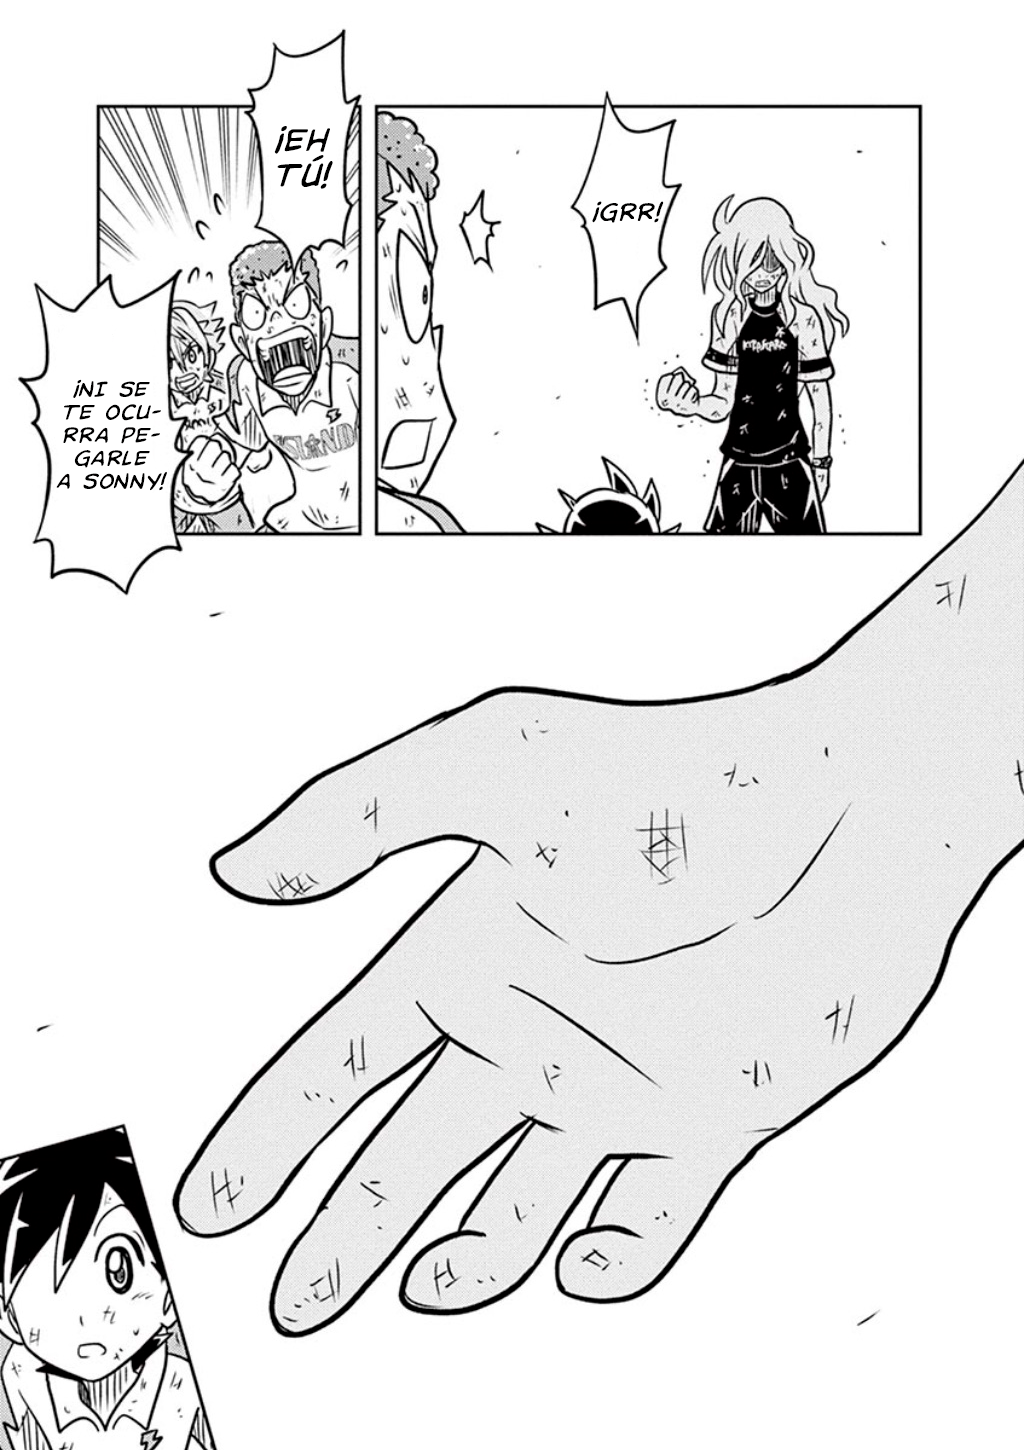 ¡GRR!
¡EH
TÚ!
¡NI SE
TE OCU-
RRA PE-
GARLE
A SONNY!